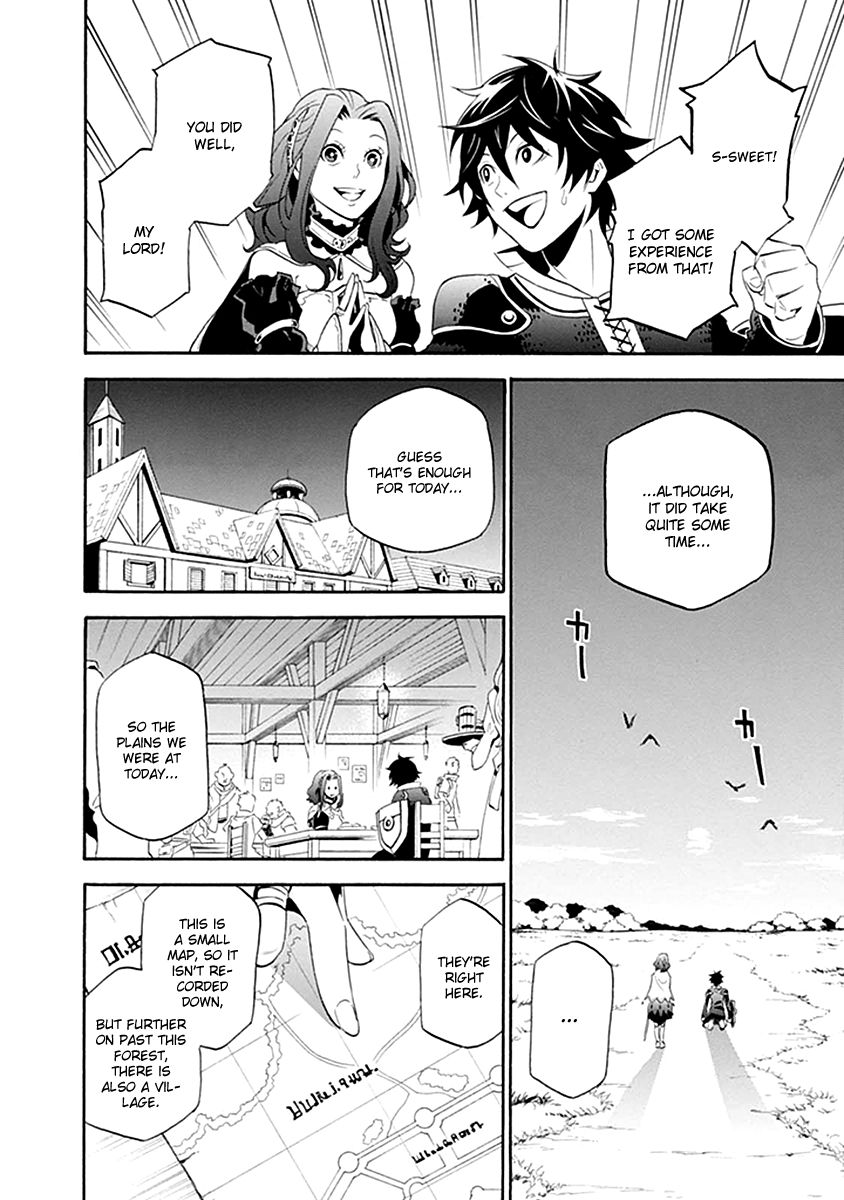 S-SWEET!
I GOT SOME
EXPERIENCE
FROM THAT!
YOU DID
WELL,
MY
LORD!
...ALTHOUGH,
IT DID TAKE
QUITE SOME
TIME...
カー
カー
...
GUESS
THAT'S ENOUGH
FOR TODAY...
SO THE
PLAINS WE
WERE AT
TODAY...
THEY'RE
RIGHT
HERE.
THIS IS
A SMALL
MAP, SO IT
ISN'T RE-
CORDED
DOWN,
BUT FURTHER
ON PAST THIS
FOREST,
THERE IS
ALSO A VIL-
LAGE.